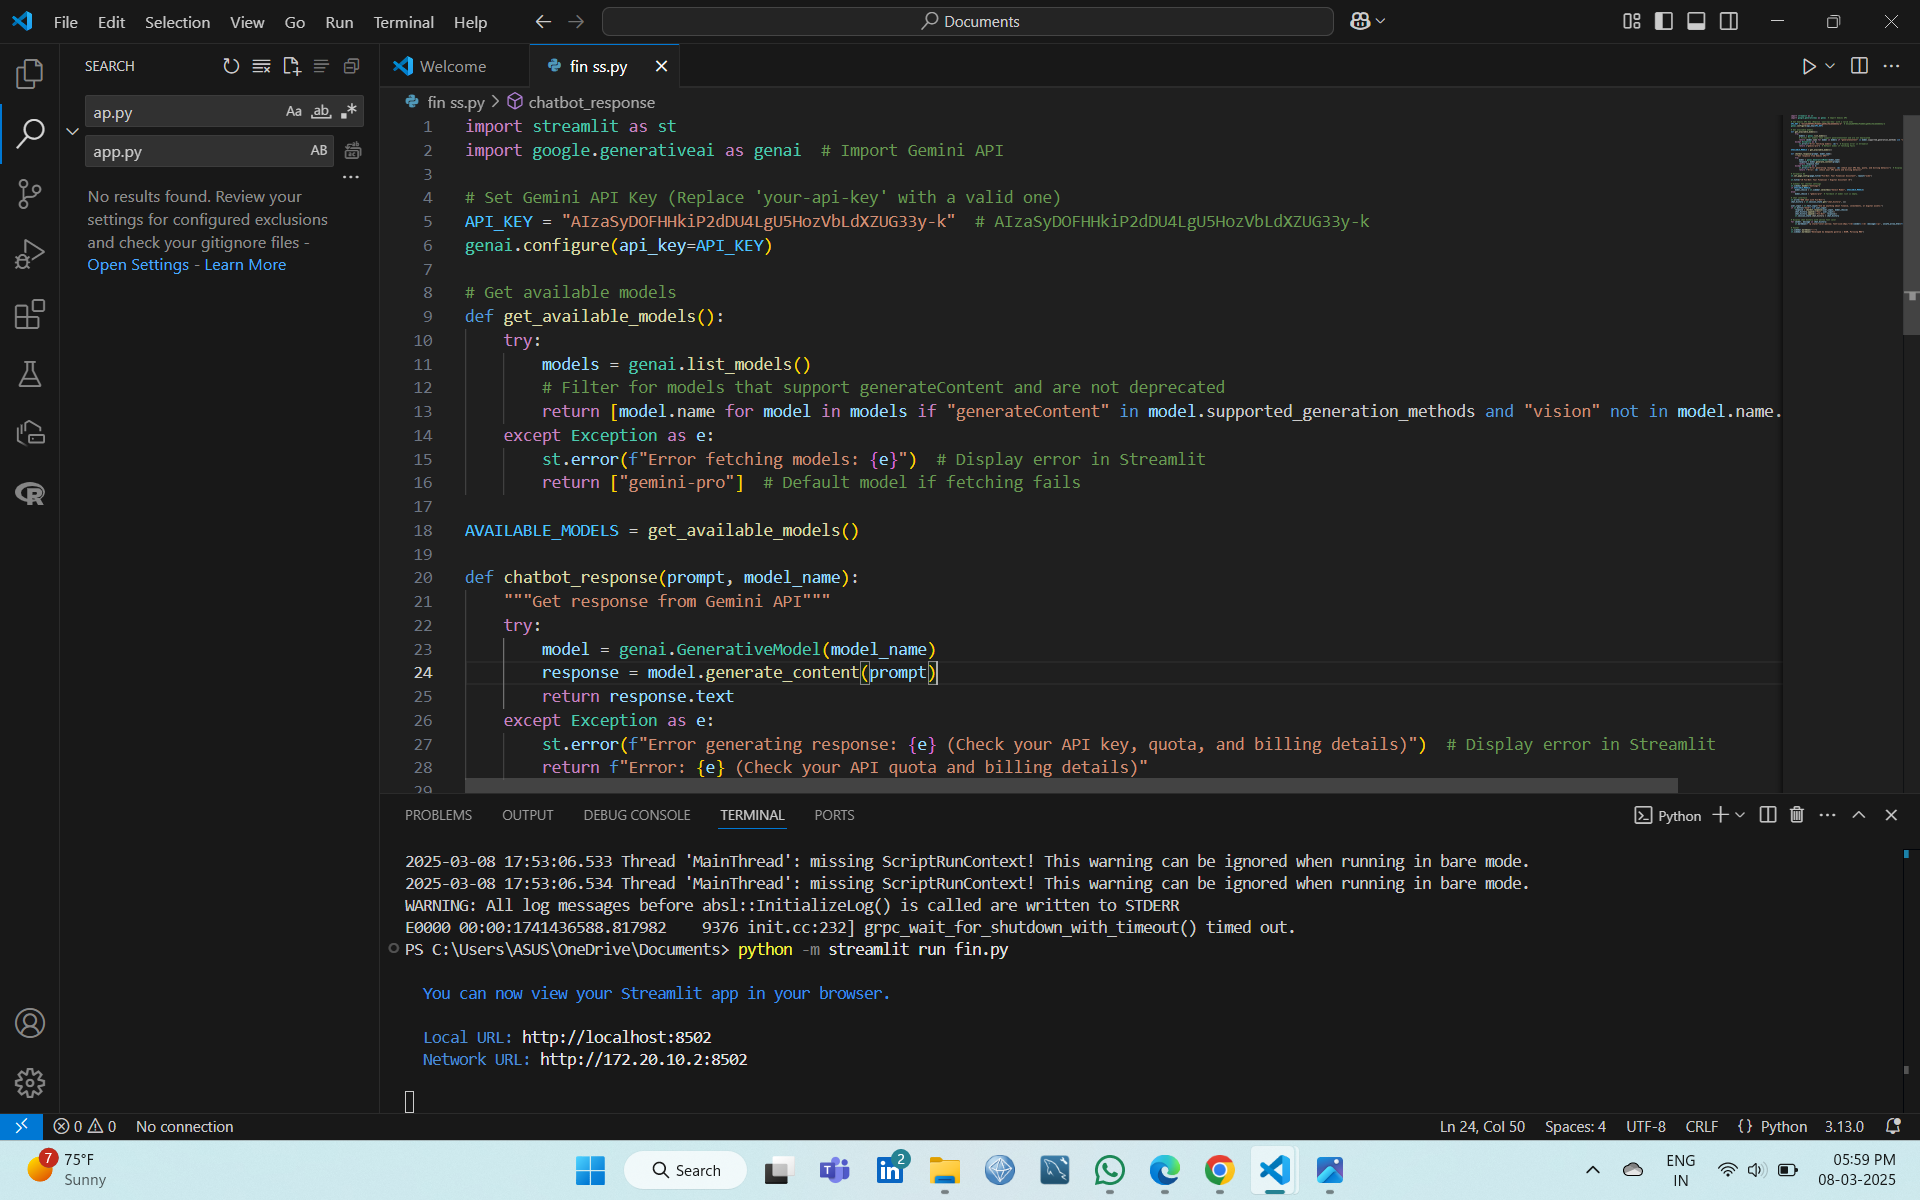 File Edit Selection View Go Run Terminal Help
Documents
SEARCH
ap.py
Aa ab
app.py
AB
No results found. Review your
settings for configured exclusions
and check your gitignore files -
Open Settings - Learn More
Welcome
fin ss.py
fin ss.py > chatbot_response
1 import streamlit as st
2 import google.generativeai as genai  # Import Gemini API
3
4 # Set Gemini API Key (Replace 'your-api-key' with a valid one)
5 API_KEY = "AIzaSyDOFHHkiP2dDU4LgU5HozVbLdXZUG33y-k"  # AIzaSyDOFHHkiP2dDU4LgU5HozVbLdXZUG33y-k
6 genai.configure(api_key=API_KEY)
7
8 # Get available models
9 def get_available_models():
10     try:
11         models = genai.list_models()
12         # Filter for models that support generateContent and are not deprecated
13         return [model.name for model in models if "generateContent" in model.supported_generation_methods and "vision" not in model.name.
14     except Exception as e:
15         st.error(f"Error fetching models: {e}")  # Display error in Streamlit
16         return ["gemini-pro"]  # Default model if fetching fails
17
18 AVAILABLE_MODELS = get_available_models()
19
20 def chatbot_response(prompt, model_name):
21     """Get response from Gemini API"""
22     try:
23         model = genai.GenerativeModel(model_name)
24         response = model.generate_content(prompt)
25         return response.text
26     except Exception as e:
27         st.error(f"Error generating response: {e} (Check your API key, quota, and billing details)")  # Display error in Streamlit
28         return f"Error: {e} (Check your API quota and billing details)"
29
PROBLEMS OUTPUT DEBUG CONSOLE TERMINAL PORTS
Python
2025-03-08 17:53:06.533 Thread 'MainThread': missing ScriptRunContext! This warning can be ignored when running in bare mode.
2025-03-08 17:53:06.534 Thread 'MainThread': missing ScriptRunContext! This warning can be ignored when running in bare mode.
WARNING: All log messages before absl::InitializeLog() is called are written to STDERR
E0000 00:00:1741436588.817982    9376 init.cc:232] grpc_wait_for_shutdown_with_timeout() timed out.
PS C:\Users\ASUS\OneDrive\Documents> python -m streamlit run fin.py
You can now view your Streamlit app in your browser.
Local URL: http://localhost:8502
Network URL: http://172.20.10.2:8502
0 0 No connection
Ln 24, Col 50 Spaces: 4 UTF-8 CRLF {} Python 3.13.0
7
75°F
Sunny
Search
2
ENG
IN
05:59 PM
08-03-2025